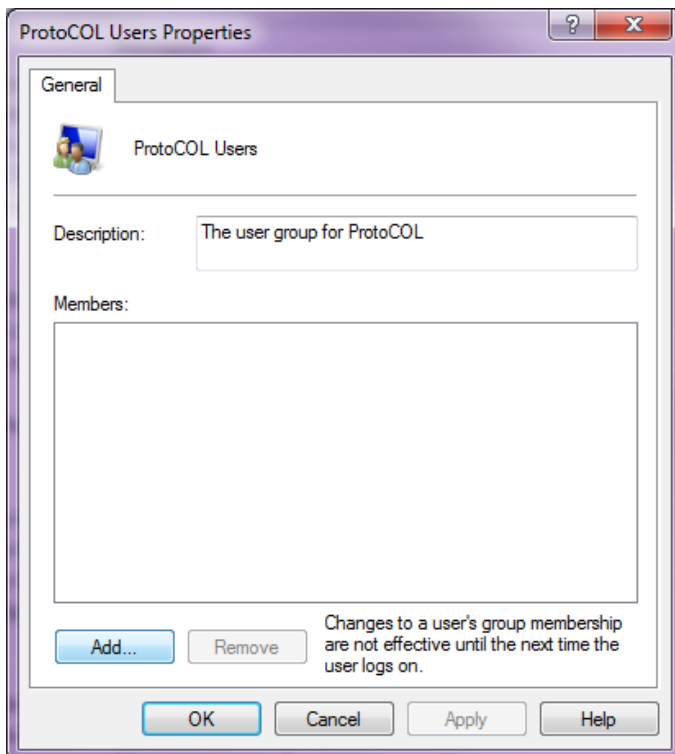 ProtoCOL Users Properties
General
ProtoCOL Users
Description: The user group for ProtoCOL
Members:
Add... Remove Changes to a user's group membership
are not effective until the next time the
user logs on.
OK Cancel Apply Help